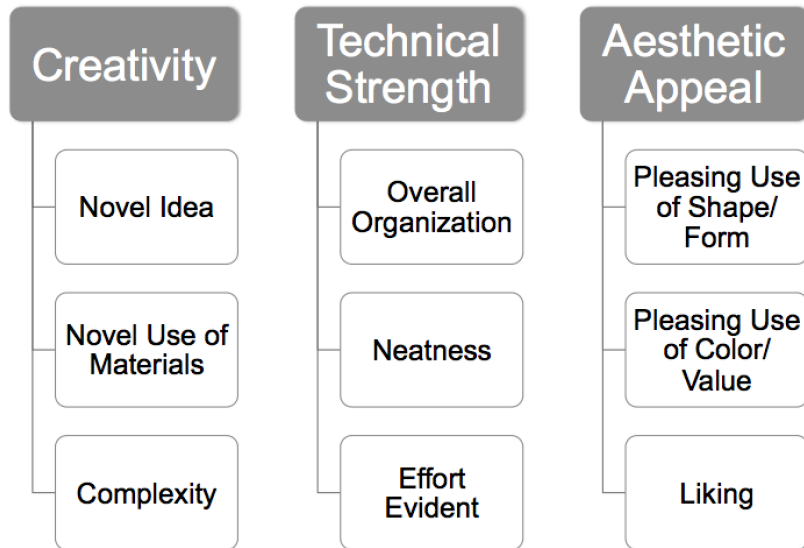 Creativity
Novel Idea
Novel Use of
Materials
Complexity
Technical
Strength
Overall
Organization
Neatness
Effort
Evident
Aesthetic
Appeal
Pleasing Use
of Shape/
Form
Pleasing Use
of Color/
Value
Liking